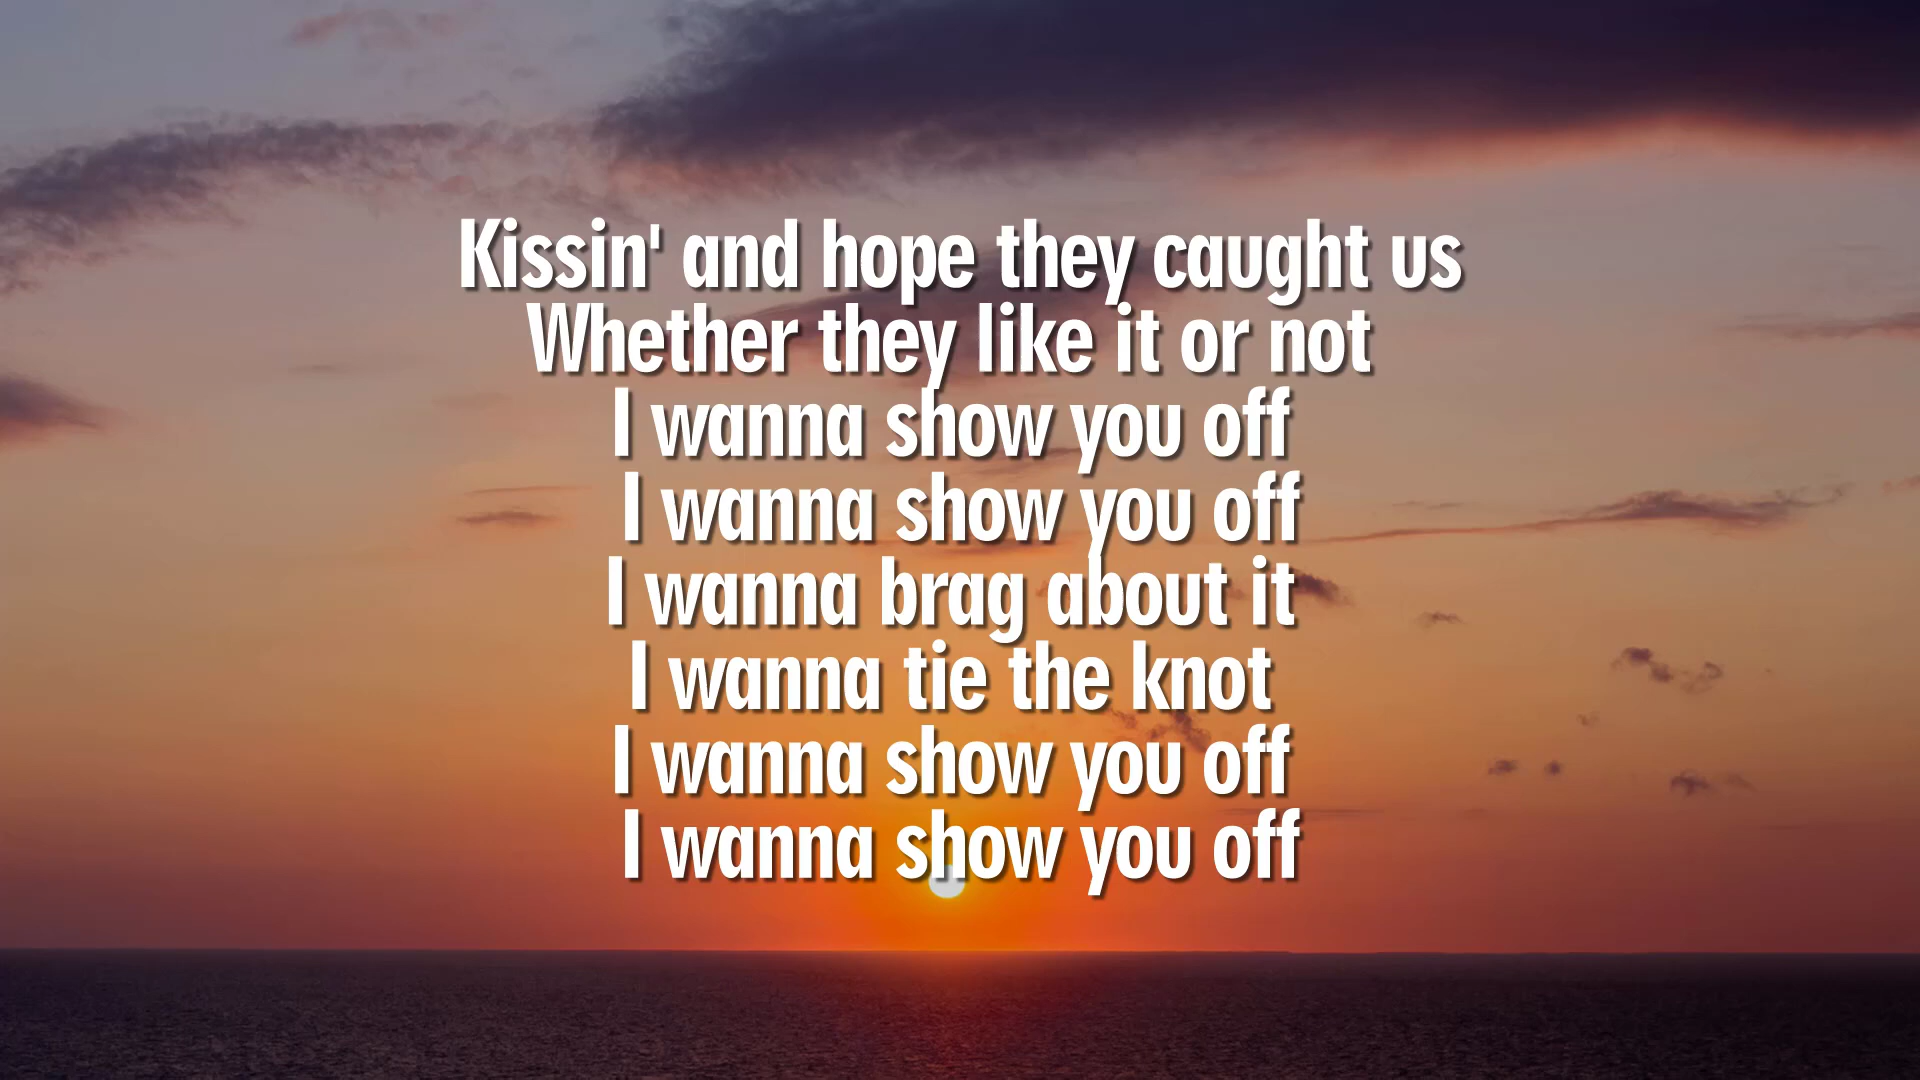 Kissin' and hope they caught us
Whether they like it or not
I wanna show you off
I wanna show you off
I wanna brag about it
I wanna tie the knot
I wanna show you off
I wanna show you off